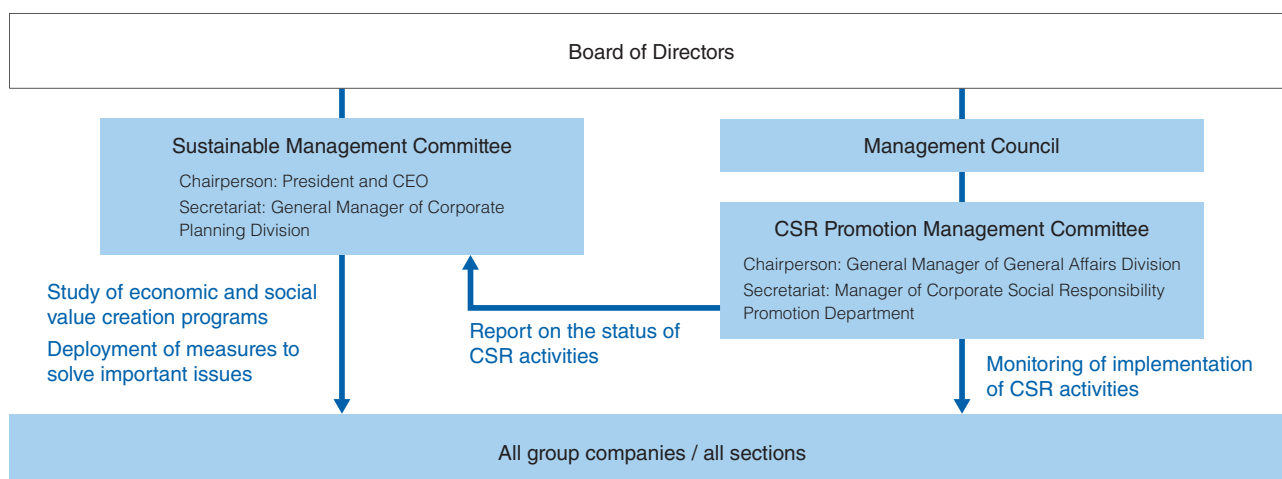 Board of Directors
Sustainable Management Committee
Chairperson: President and CEO
Secretariat: General Manager of Corporate
Planning Division
Management Council
CSR Promotion Management Committee
Chairperson: General Manager of General Affairs Division
Secretariat: Manager of Corporate Social Responsibility
Promotion Department
Study of economic and social
value creation programs
Deployment of measures to
solve important issues
Report on the status of
CSR activities
Monitoring of implementation
of CSR activities
All group companies / all sections